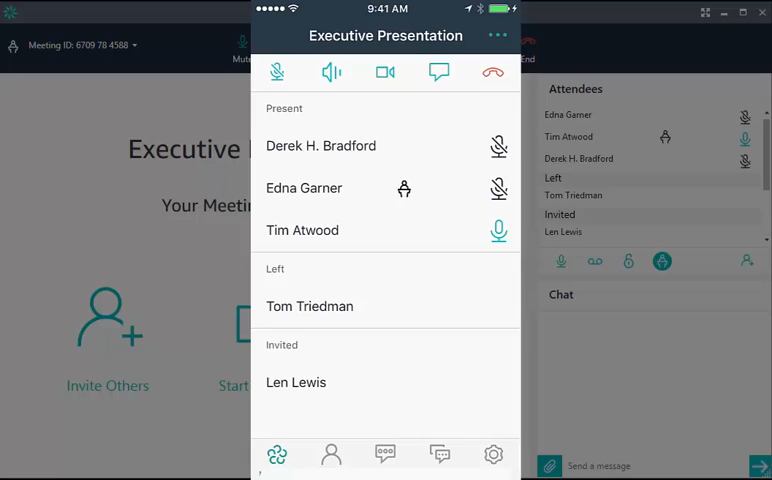 9:41 AM
Executive Presentation
Present
Derek H. Bradford
Edna Garner
Tim Atwood
Left
Tom Triedman
Invited
Len Lewis
Meeting ID: 6709 78 4588
Mute
End
Executive
Your
Invite Others
Start
Attendees
Edna Garner
Tim Atwood
Derek H. Bradford
Left
Tom Triedman
Invited
Len Lewis
Chat
Send a message